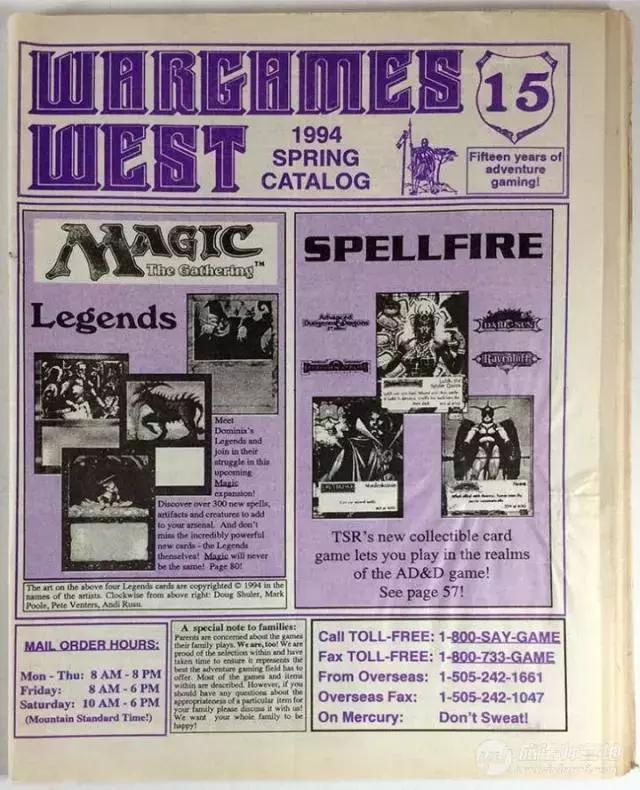 WARGAMES
WEST
1994
SPRING
CATALOG
15
Fifteen years of
adventure
gaming!
MAGIC
The Gathering™
Legends
Meet
Dominia's
Legends and
join in their
struggle in this
upcoming
Magic
expansion!
Discover over 300 new spells,
artifacts and creatures to add
to your arsenal. And don't
miss the incredibly powerful
new cards - the Legends
themselves! Magic will never
be the same! Page 80!
The art on the above four Legends cards are copyrighted © 1994 in the
names of the artists. Clockwise from above right: Doug Shuler, Mark
Poole, Pete Venters, Andi Rusu.
SPELLFIRE
Advanced
Dungeons & Dragons
DARK SUN
Ravenloft
TSR's new collectible card
game lets you play in the realms
of the AD&D game!
See page 57!
MAIL ORDER HOURS:
Mon - Thu: 8 AM - 8 PM
Friday: 8 AM - 6 PM
Saturday: 10 AM - 6 PM
(Mountain Standard Time!)
A special note to families:
Parents are concerned about the games
their family plays. We are, too! We are
proud of the selection within and have
taken time to ensure it represents the
best the adventure gaming field has to
offer. Most of the games and items
within are described. However, if you
should have any questions about the
appropriateness of a particular item for
your family please discuss it with us!
We want your whole family to be
happy!
Call TOLL-FREE: 1-800-SAY-GAME
Fax TOLL-FREE: 1-800-733-GAME
From Overseas: 1-505-242-1661
Overseas Fax: 1-505-242-1047
On Mercury: Don't Sweat!